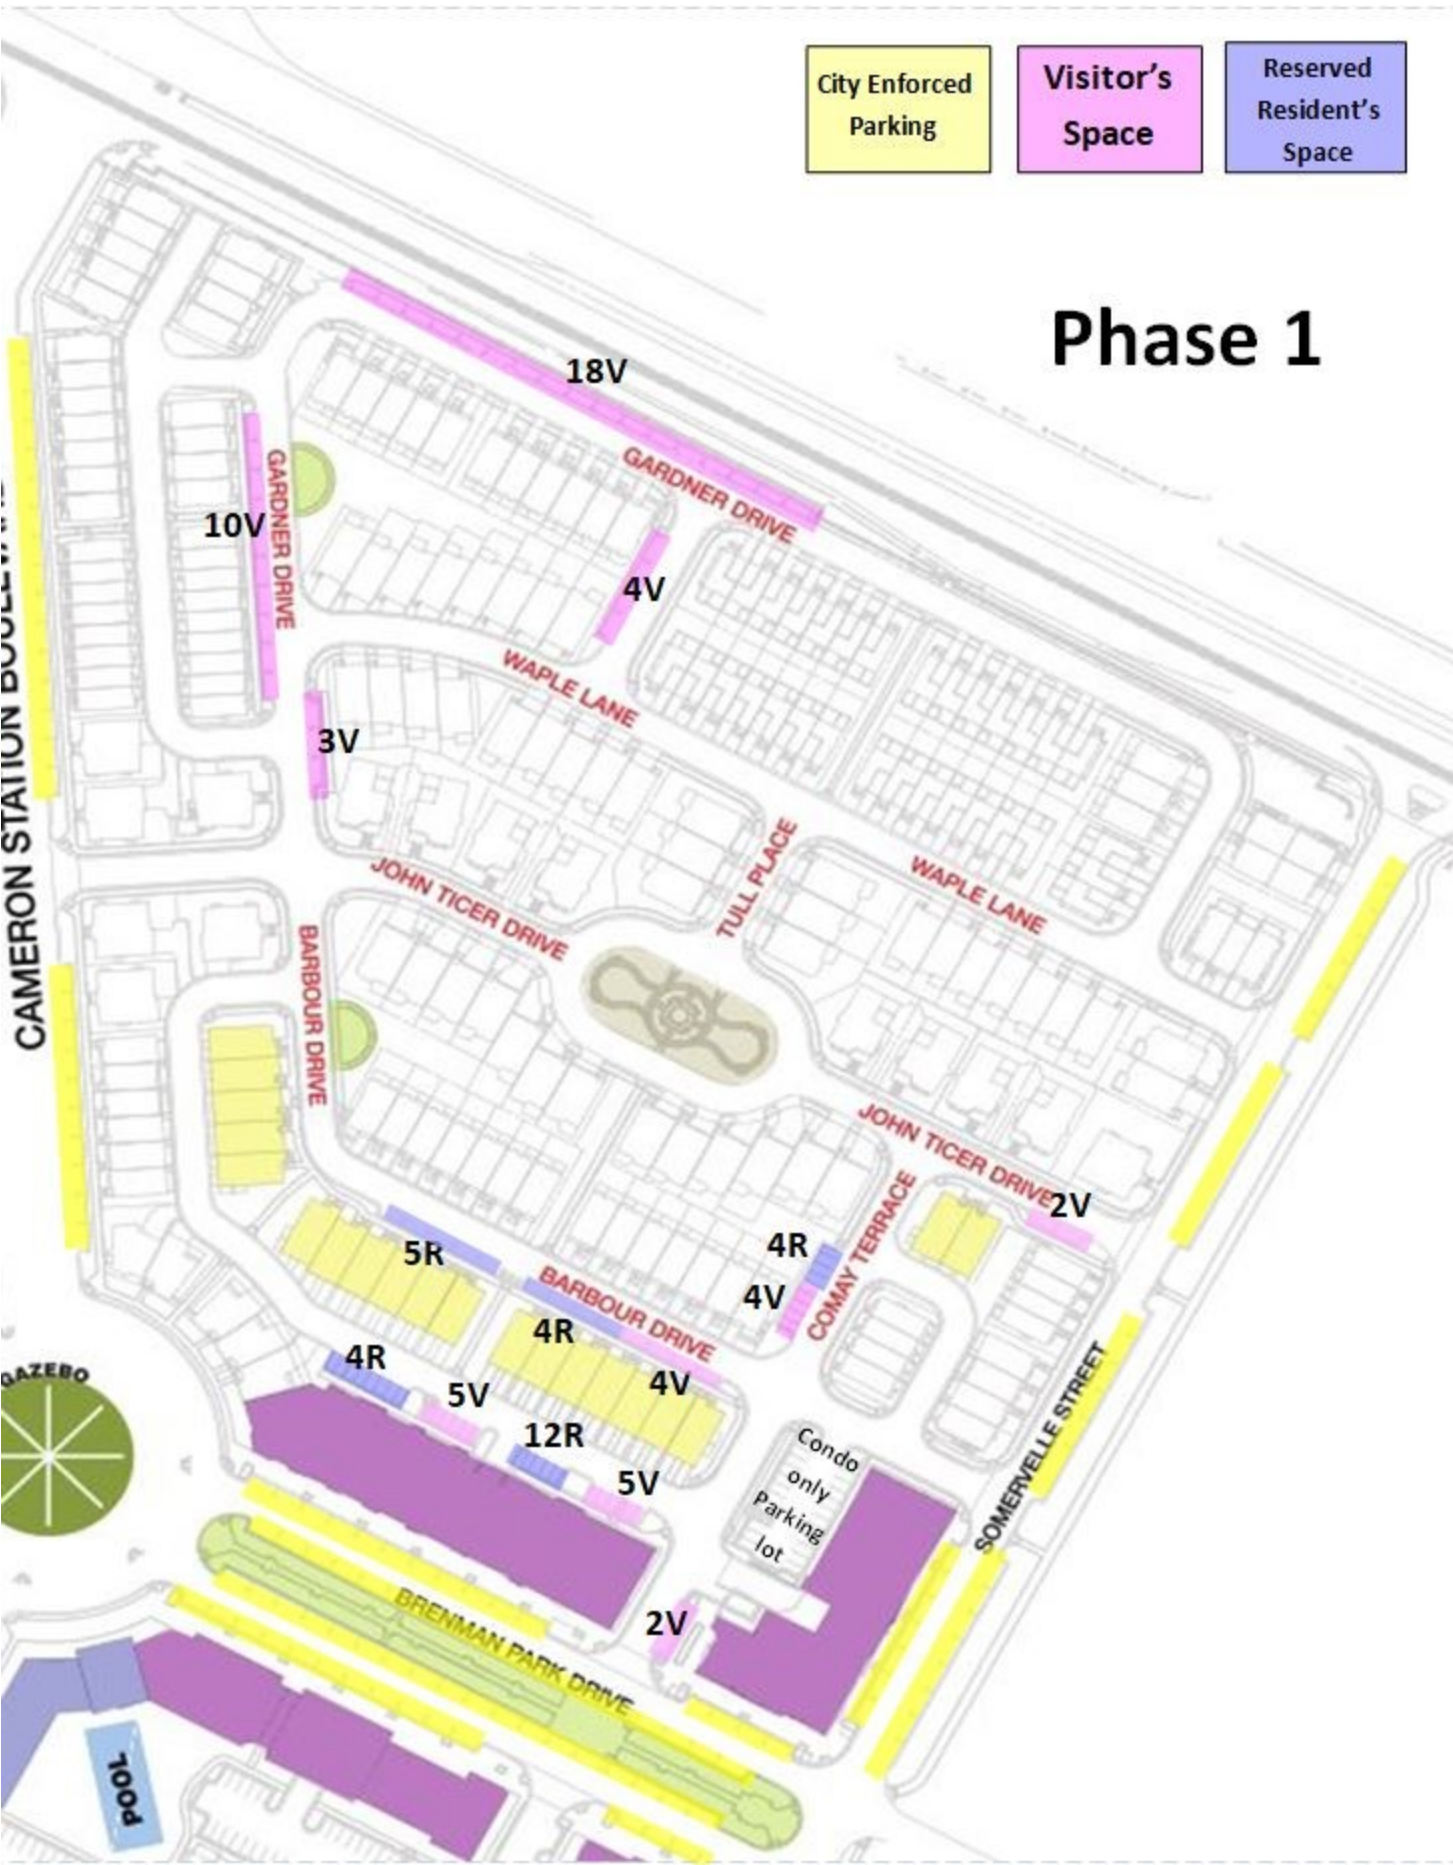 City Enforced
Parking
Visitor's
Space
Reserved
Resident's
Space
Phase 1
18V
GARDNER DRIVE
GARDNER DRIVE
10V
4V
WAPLE LANE
3V
CAMERON STATION
TULL PLACE
WAPLE LANE
JOHN TICER DRIVE
BARBOUR DRIVE
JOHN TICER DRIVE
2V
COMAY TERRACE
4R
4V
5R
BARBOUR DRIVE
4R
4V
4R
5V
12R
5V
GAZEBO
SOMERVELLE STREET
Condo
only
Parking
lot
2V
BRENMAN PARK DRIVE
POOL